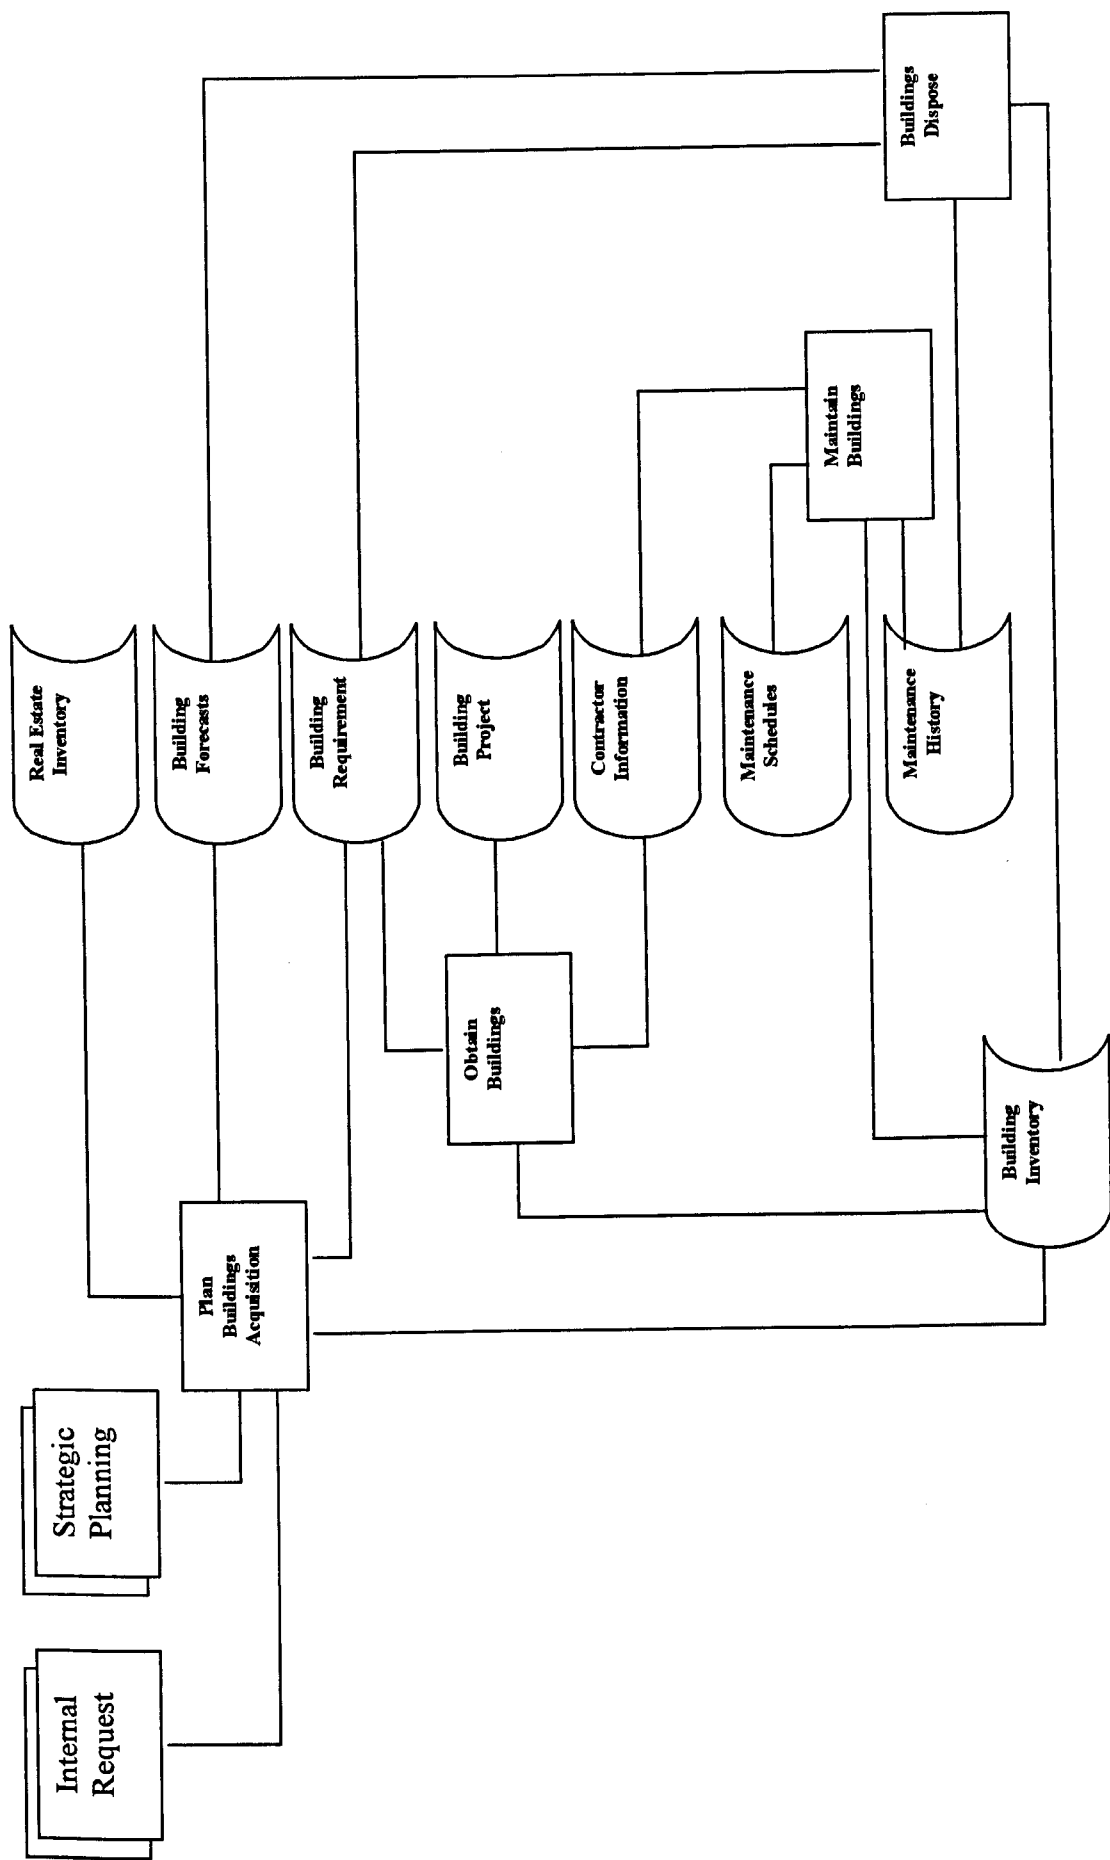 Internal
Request
Strategic
Planning
Plan
Buildings
Acquisition
Obtain
Buildings
Building
Inventory
Real Estate
Inventory
Building
Forecasts
Building
Requirement
Building
Project
Contractor
Information
Maintenance
Schedules
Maintenance
History
Maintain
Buildings
Buildings
Dispose